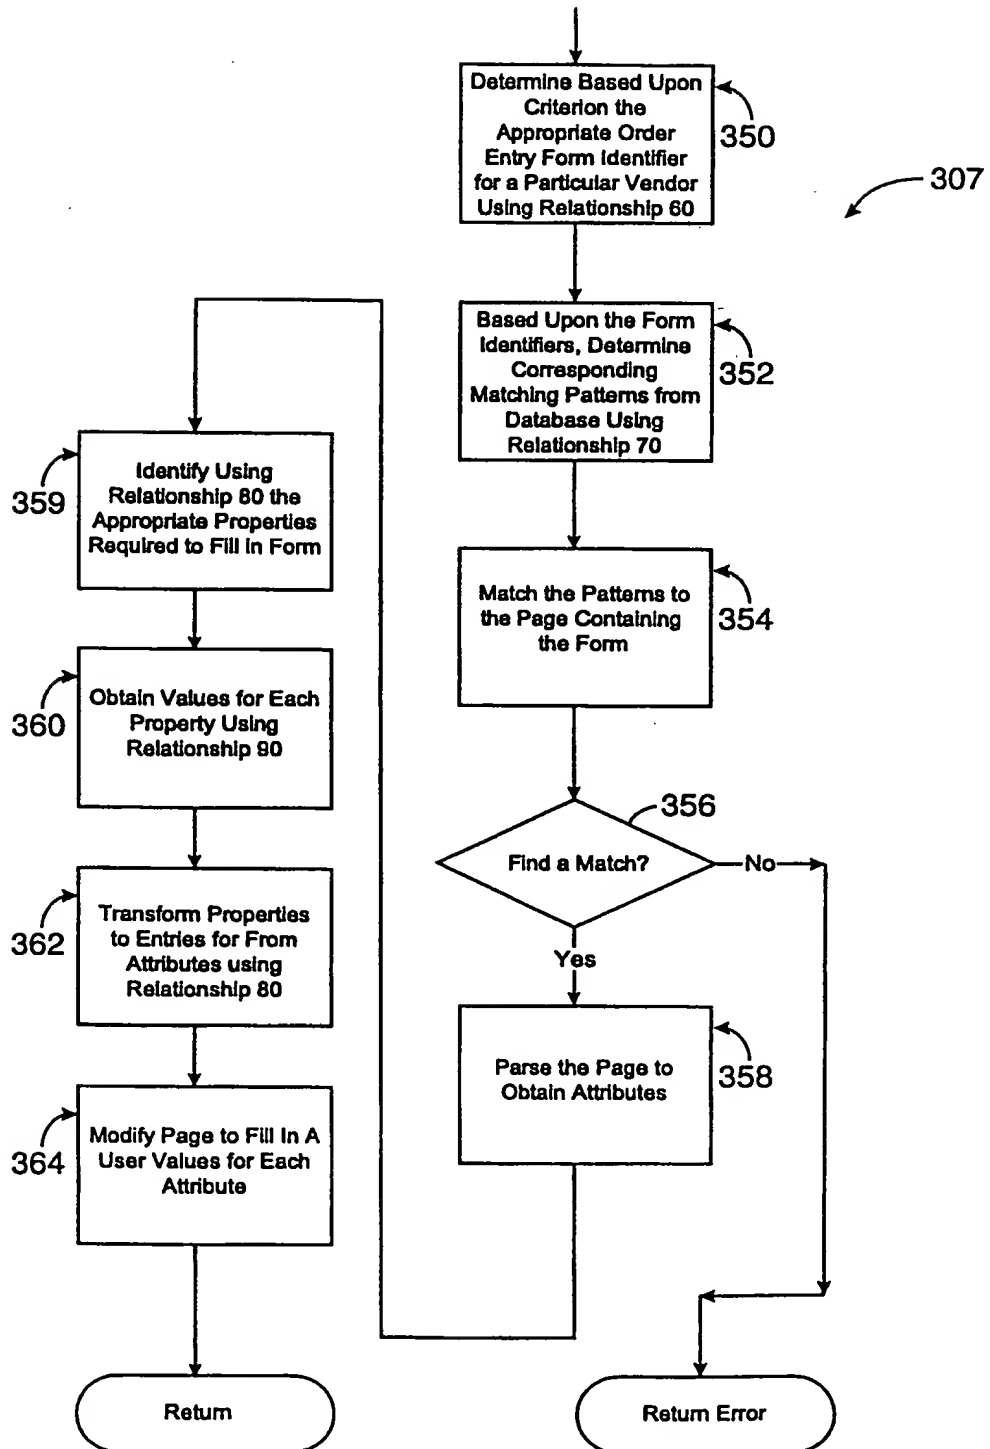 Determine Based Upon
Criterion the
Appropriate Order
Entry Form Identifier
for a Particular Vendor
Using Relationship 60
350
307
Based Upon the Form
Identifiers, Determine
Corresponding
Matching Patterns from
Database Using
Relationship 70
352
Match the Patterns to
the Page Containing
the Form
354
356
Find a Match?
No
Yes
Parse the Page to
Obtain Attributes
358
359
Identify Using
Relationship 80 the
Appropriate Properties
Required to Fill in Form
360
Obtain Values for Each
Property Using
Relationship 90
362
Transform Properties
to Entries for From
Attributes using
Relationship 80
364
Modify Page to Fill In A
User Values for Each
Attribute
Return
Return Error